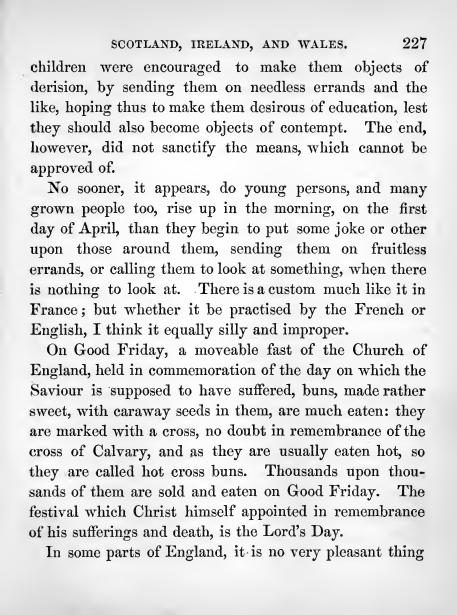 SCOTLAND, IRELAND, AND WALES. 227
children were encouraged to make them objects of
derision, by sending them on needless errands and the
like, hoping thus to make them desirous of education, lest
they should also become objects of contempt. The end,
however, did not sanctify the means, which cannot be
approved of.
No sooner, it appears, do young persons, and many
grown people too, rise up in the morning, on the first
day of April, than they begin to put some joke or other
upon those around them, sending them on fruitless
errands, or calling them to look at something, when there
is nothing to look at. There is a custom much like it in
France; but whether it be practised by the French or
English, I think it equally silly and improper.
On Good Friday, a moveable fast of the Church of
England, held in commemoration of the day on which the
Saviour is supposed to have suffered, buns, made rather
sweet, with caraway seeds in them, are much eaten: they
are marked with a cross, no doubt in remembrance of the
cross of Calvary, and as they are usually eaten hot, so
they are called hot cross buns. Thousands upon thou-
sands of them are sold and eaten on Good Friday. The
festival which Christ himself appointed in remembrance
of his sufferings and death, is the Lord's Day.
In some parts of England, it is no very pleasant thing